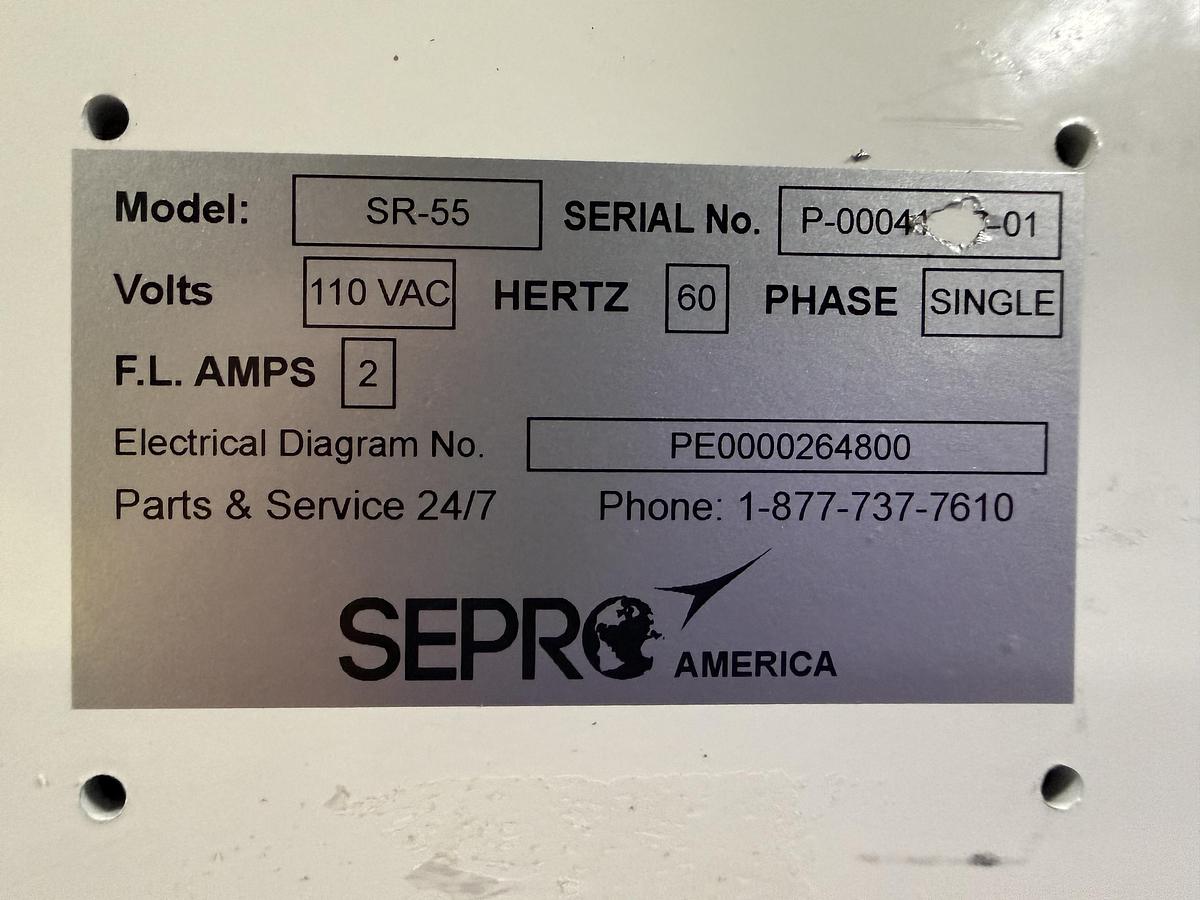 Model: SR-55 SERIAL No.
Volts 110 VAC HERTZ 60 PHASE SINGLE
F.L. AMPS 2
Electrical Diagram No. PE0000264800
Parts & Service 24/7 Phone: 1-877-737-7610
SEPRO AMERICA